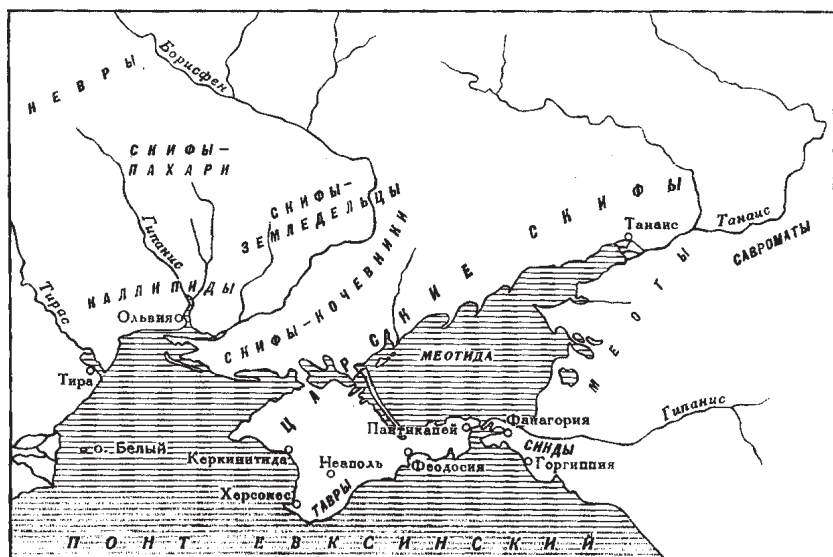 Борисфен
НЕВРЫ
СКИФЫ-
ПАХАРИ
СКИФЫ-
ЗЕМЛЕДЕЛЬЦЫ
Гипанис
ЦАРСКИЕ СКИФЫ
Танаис
Танаис
САВРОМАТЫ
КАЛЛИПИДЫ
СКИФЫ-КОЧЕВНИКИ
Тирас
Ольвия
МЕОТЫ
МЕОТИДА
Тира
Гипанис
Пантикапей
Фанагория
о. Белый
Керкинитида
Неаполь
Феодосия
СИНДЫ
Горгиппия
Херсонес
ТАВРЫ
ПОНТ ЕВКСИНСКИЙ